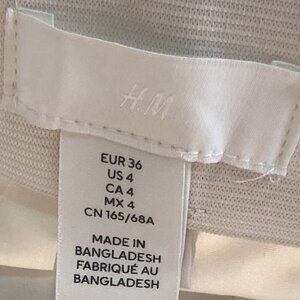 H&M
EUR 36
US 4
CA 4
MX 4
CN 165/68A
MADE IN
BANGLADESH
FABRIQUÉ AU
BANGLADESH